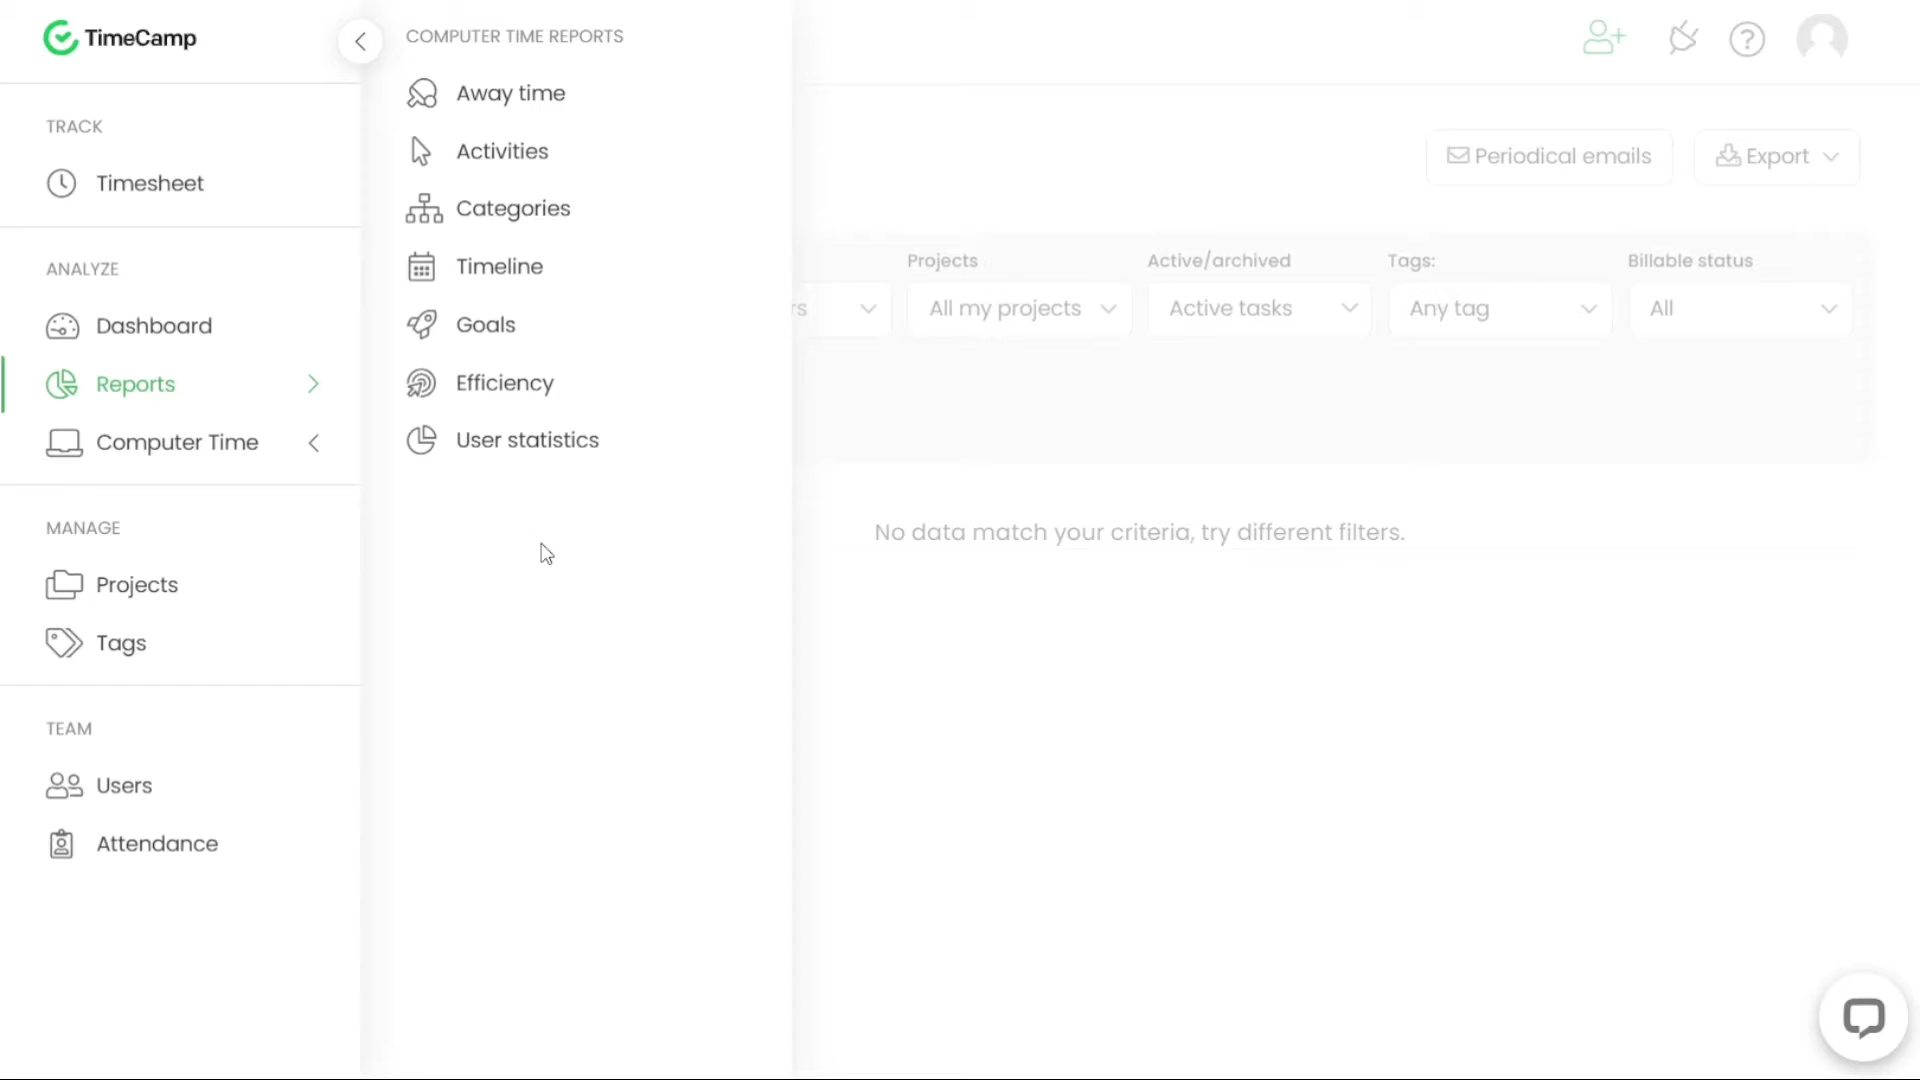 TimeCamp
TRACK
Timesheet
ANALYZE
Dashboard
Reports
Computer Time
MANAGE
Projects
Tags
TEAM
Users
Attendance
COMPUTER TIME REPORTS
Away time
Activities
Categories
Timeline
Goals
Efficiency
User statistics
Periodical emails
Export
Projects
Active/archived
Tags:
Billable status
rs
All my projects
Active tasks
Any tag
All
No data match your criteria, try different filters.